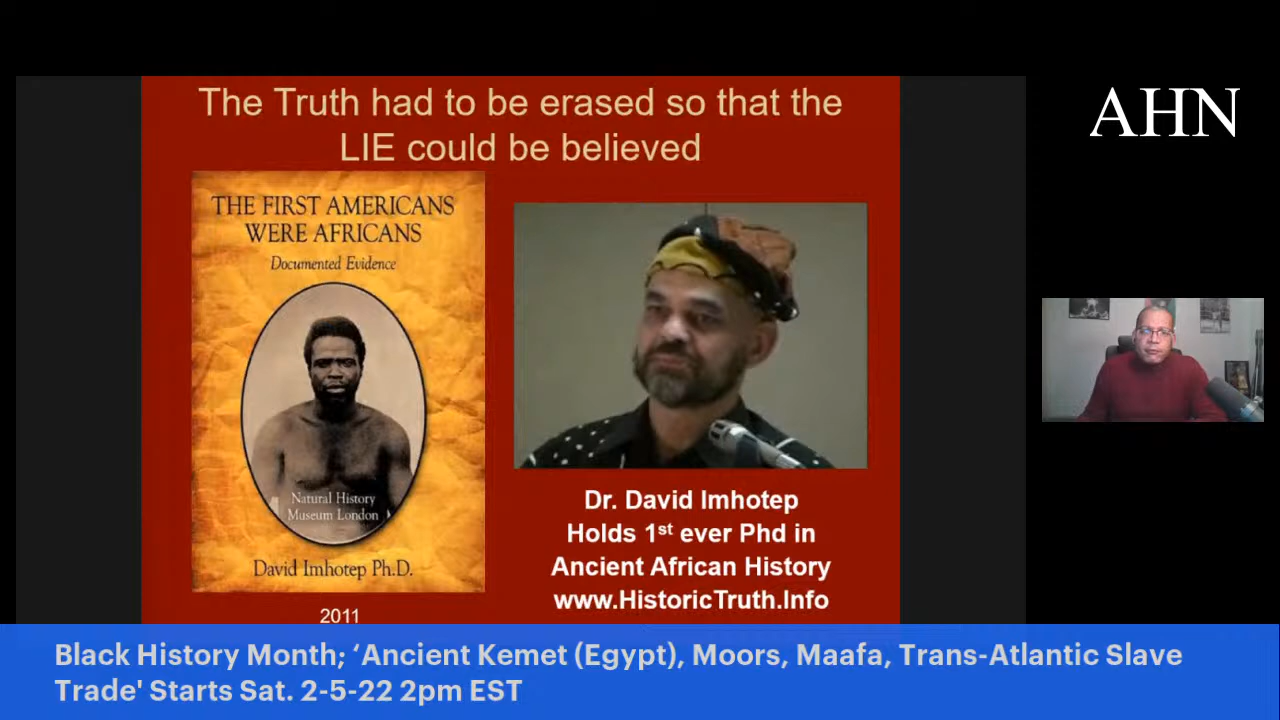 The Truth had to be erased so that the
LIE could be believed
AHN
THE FIRST AMERICANS
WERE AFRICANS
Documented Evidence
Natural History
Museum London
David Imhotep Ph.D.
2011
Dr. David Imhotep
Holds 1st ever Phd in
Ancient African History
www.HistoricTruth.Info
Black History Month; ‘Ancient Kemet (Egypt), Moors, Maafa, Trans-Atlantic Slave
Trade' Starts Sat. 2-5-22 2pm EST